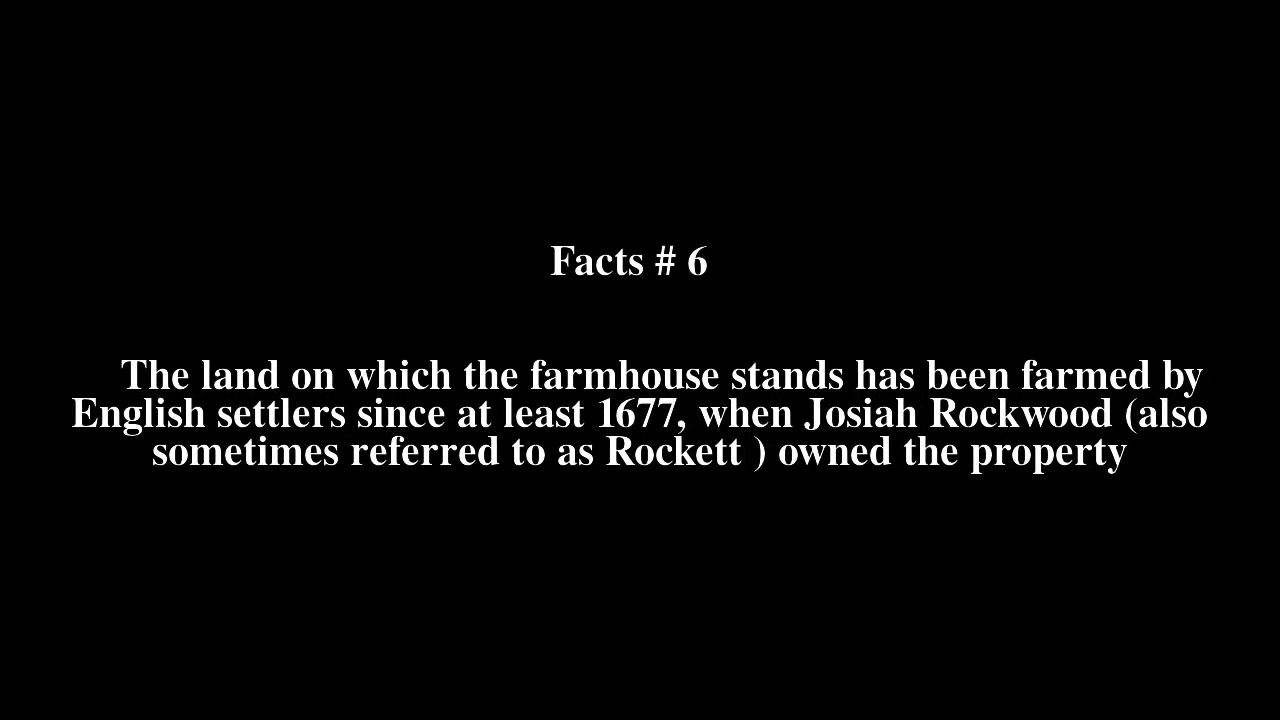 Facts # 6
The land on which the farmhouse stands has been farmed by
English settlers since at least 1677, when Josiah Rockwood (also
sometimes referred to as Rockett ) owned the property